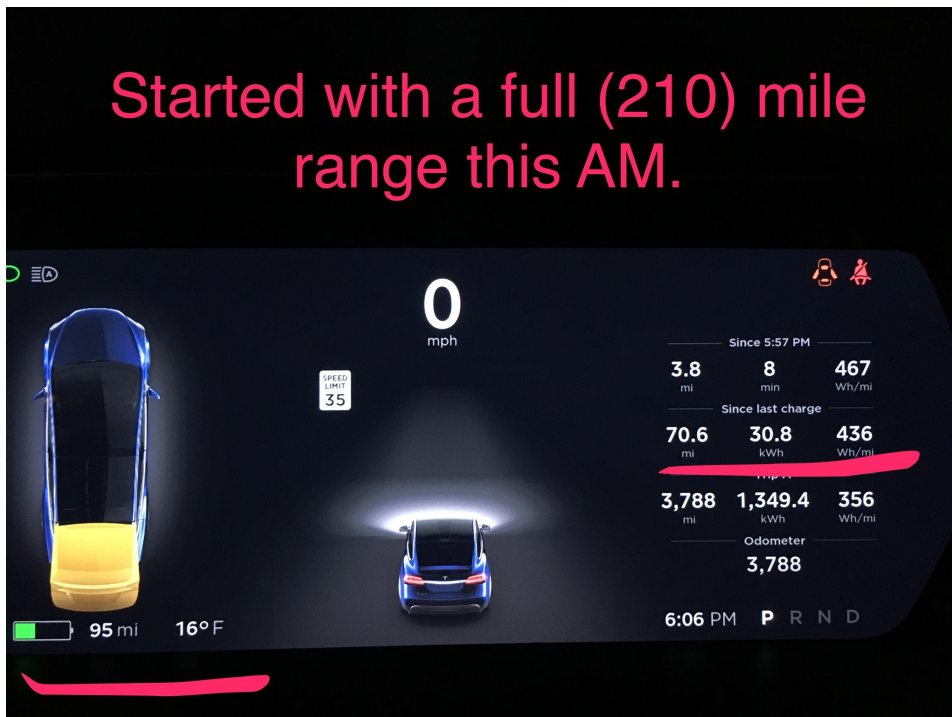 Started with a full (210) mile
range this AM.
A
0
mph
SPEED
LIMIT
35
Since 5:57 PM
3.8 8 467
mi min Wh/mi
Since last charge
70.6 30.8 436
mi kWh Wh/mi
Trip A
3,788 1,349.4 356
mi kWh Wh/mi
Odometer
3,788
95 mi 16°F
6:06 PM P R N D